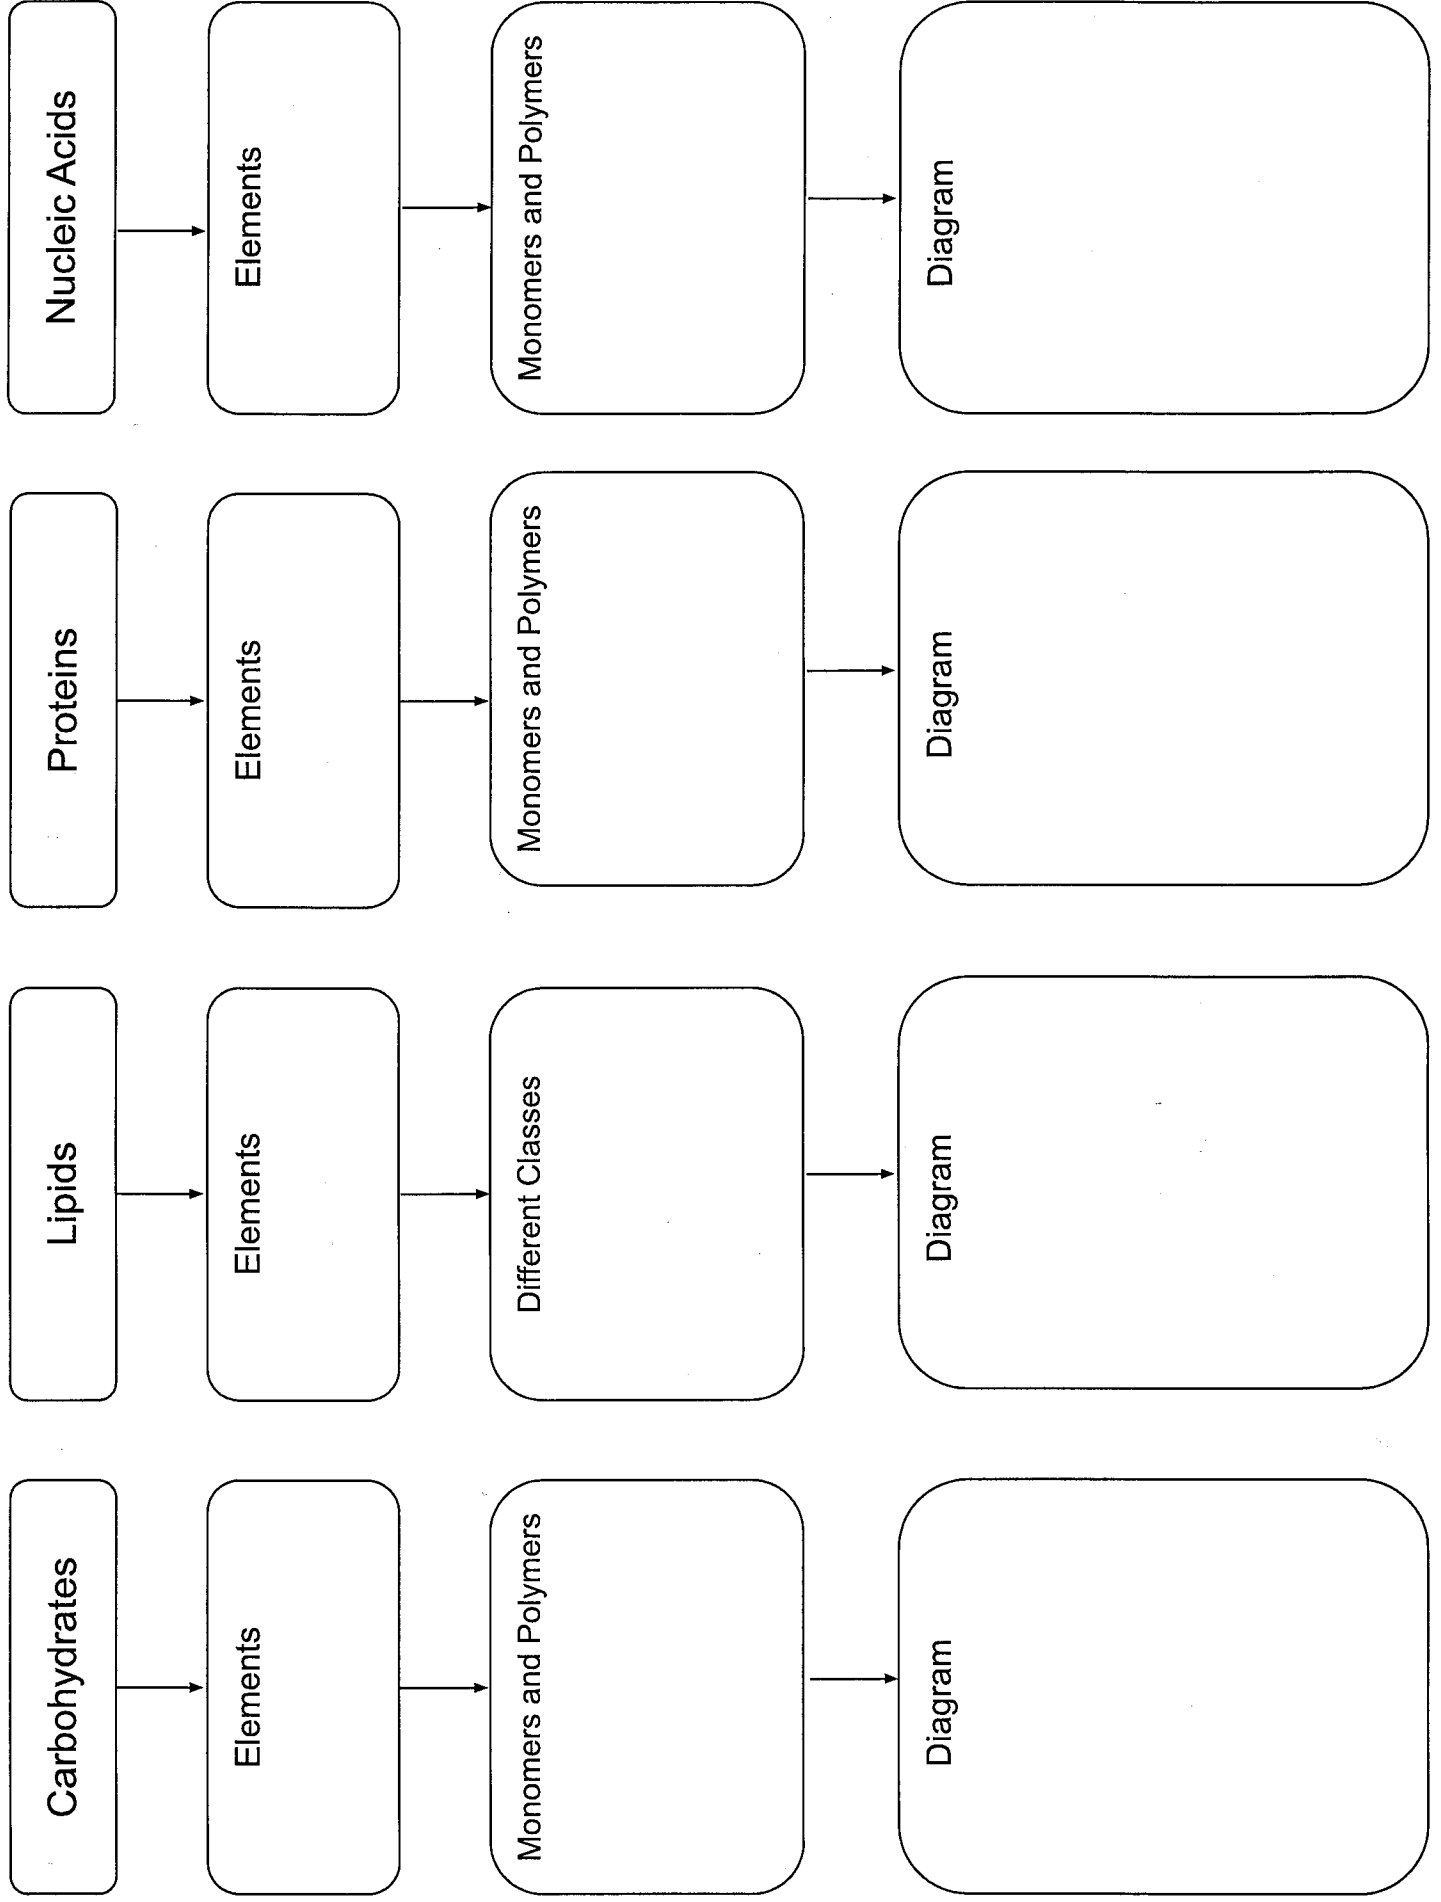 Carbohydrates
Lipids
Proteins
Nucleic Acids
Elements
Elements
Elements
Elements
Monomers and Polymers
Different Classes
Monomers and Polymers
Monomers and Polymers
Diagram
Diagram
Diagram
Diagram